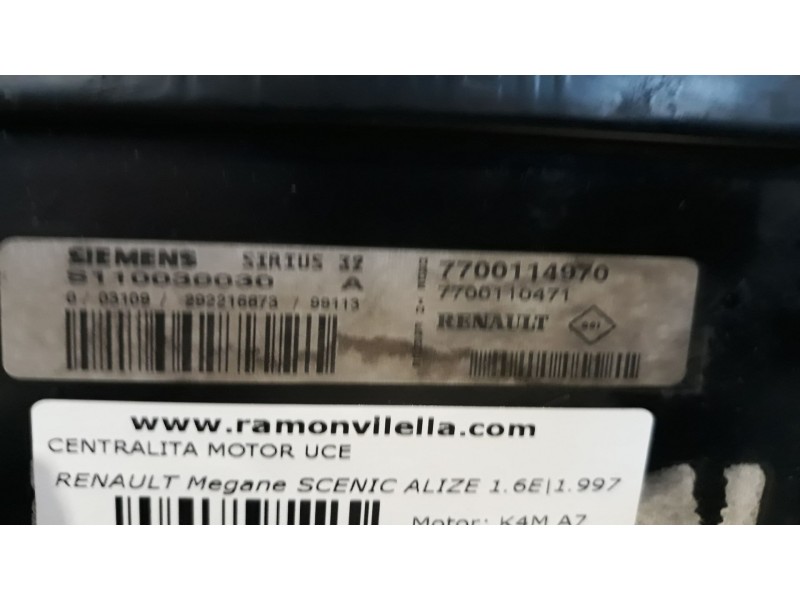 SIEMENS SIRIUS 32
S110030030 A
0 / 03109 / 292216873 / 99113
7700114970
7700110471
RENAULT
www.ramonvilella.com
CENTRALITA MOTOR UCE
RENAULT Megane SCENIC ALIZE 1.6E|1.997
Motor: K4M A7